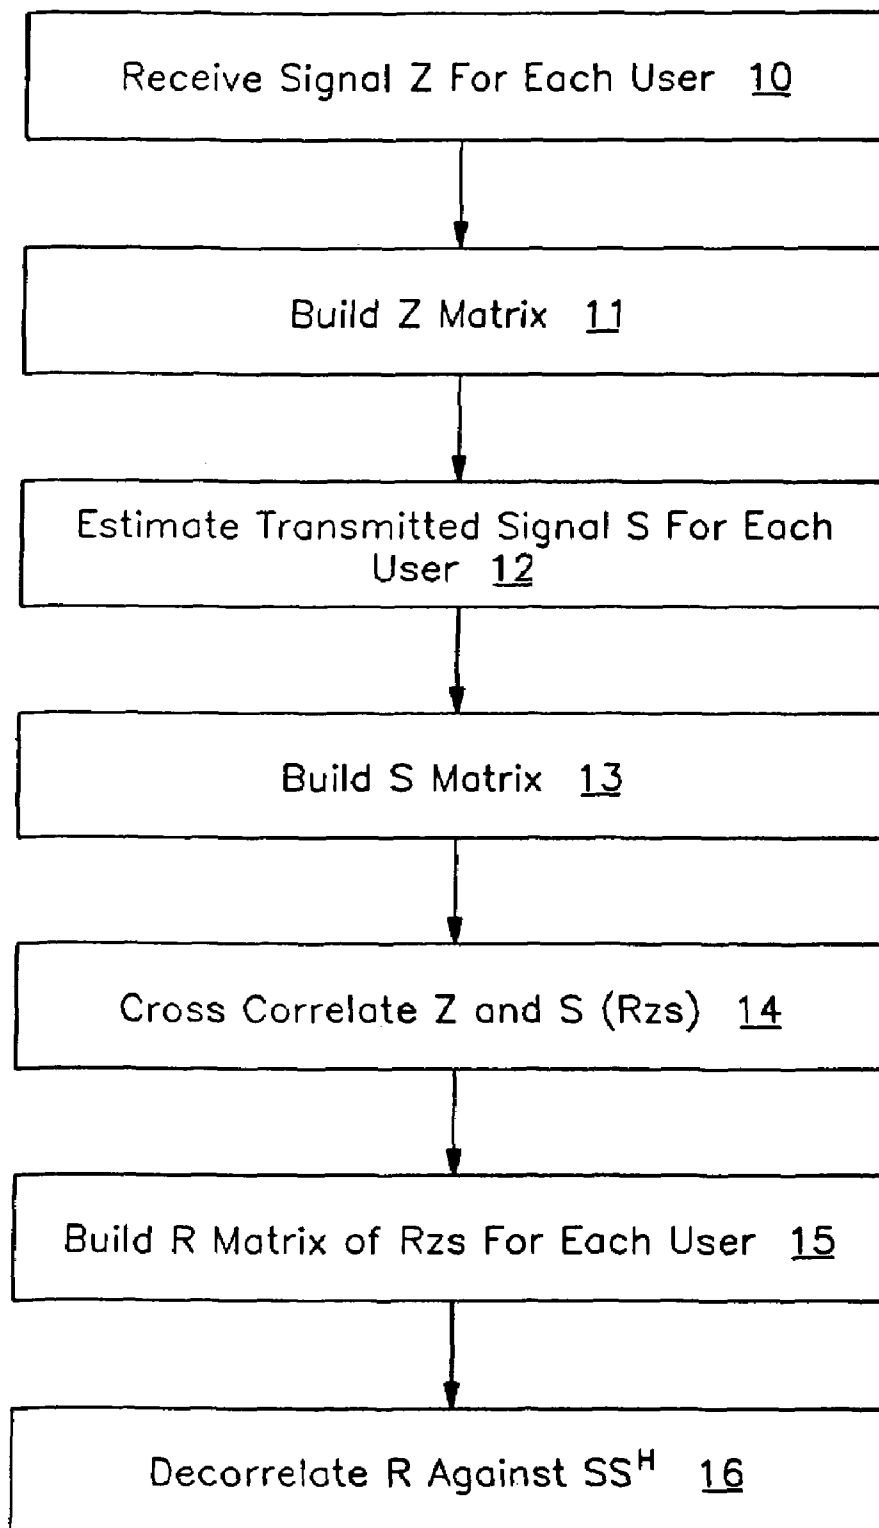 Receive Signal Z For Each User 10
Build Z Matrix 11
Estimate Transmitted Signal S For Each
User 12
Build S Matrix 13
Cross Correlate Z and S (Rzs) 14
Build R Matrix of Rzs For Each User 15
Decorrelate R Against SSᴴ 16